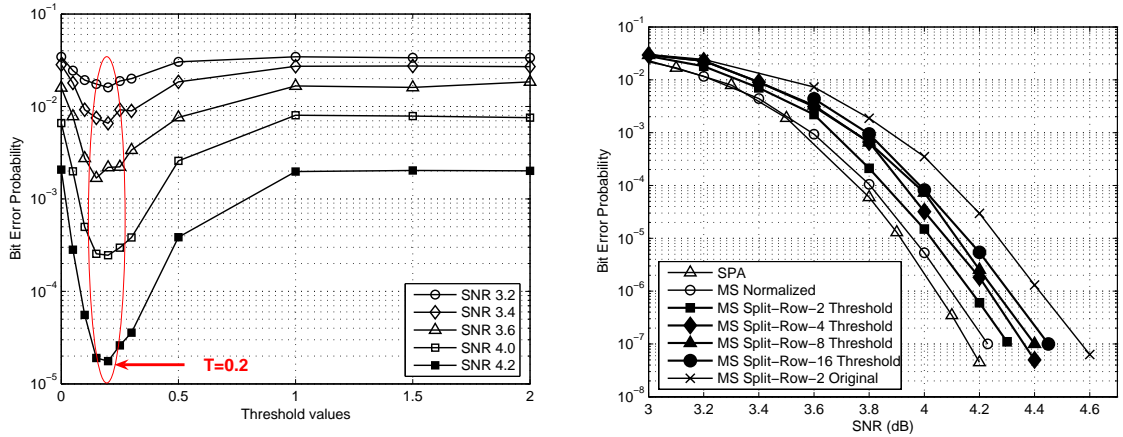 10^-1
10^-2
10^-3
10^-4
10^-5
Bit Error Probability
0
0.5
1
1.5
2
Threshold values
SNR 3.2
SNR 3.4
SNR 3.6
SNR 4.0
SNR 4.2
T=0.2
10^-1
10^-2
10^-3
10^-4
10^-5
10^-6
10^-7
10^-8
Bit Error Probability
3
3.2
3.4
3.6
3.8
4
4.2
4.4
4.6
SNR (dB)
SPA
MS Normalized
MS Split-Row-2 Threshold
MS Split-Row-4 Threshold
MS Split-Row-8 Threshold
MS Split-Row-16 Threshold
MS Split-Row-2 Original